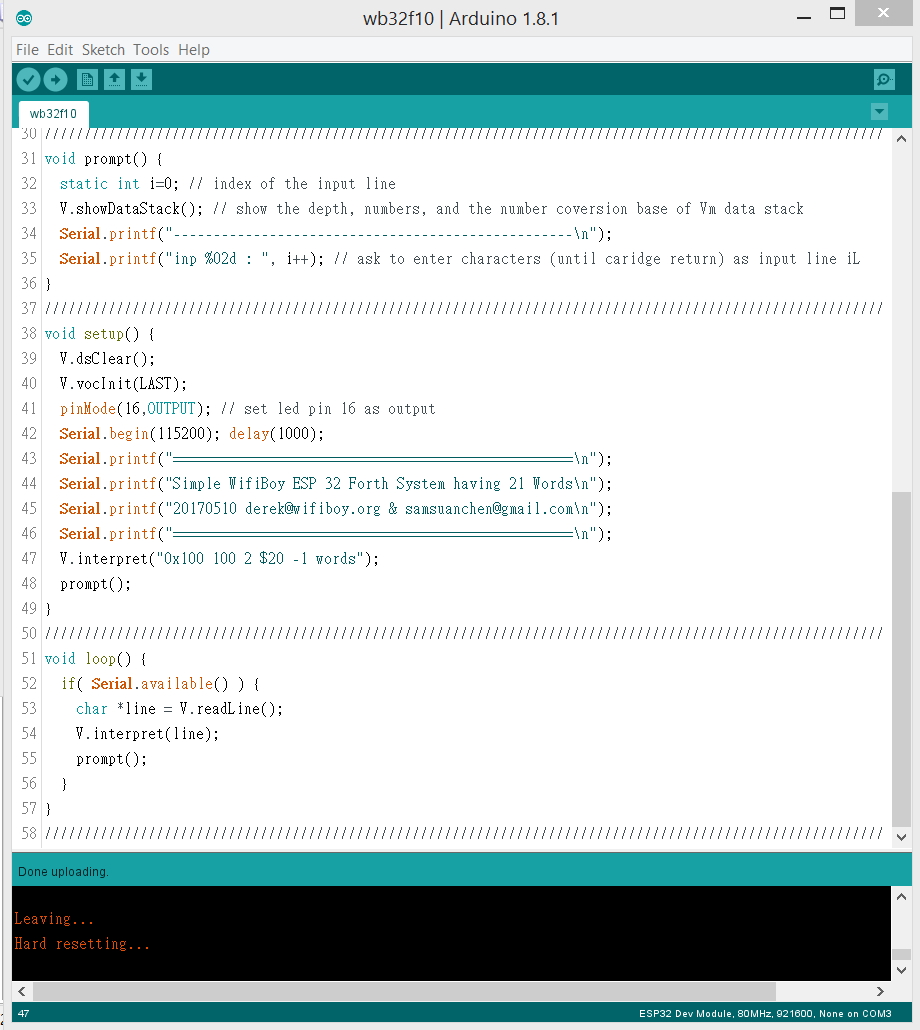 wb32f10 | Arduino 1.8.1
File Edit Sketch Tools Help
wb32f10
30 /////////////////////////////////////////////////////////////////////////////////////////////////////////
31 void prompt() {
32 static int i=0; // index of the input line
33 V.showDataStack(); // show the depth, numbers, and the number coversion base of Vm data stack
34 Serial.printf("--------------------------------------------------\n");
35 Serial.printf("inp %02d : ", i++); // ask to enter characters (until caridge return) as input line iL
36 }
37 /////////////////////////////////////////////////////////////////////////////////////////////////////////
38 void setup() {
39 V.dsClear();
40 V.vocInit(LAST);
41 pinMode(16,OUTPUT); // set led pin 16 as output
42 Serial.begin(115200); delay(1000);
43 Serial.printf("==================================================\n");
44 Serial.printf("Simple WifiBoy ESP 32 Forth System having 21 Words\n");
45 Serial.printf("20170510 derek@wifiboy.org & samsuanchen@gmail.com\n");
46 Serial.printf("==================================================\n");
47 V.interpret("0x100 100 2 $20 -1 words");
48 prompt();
49 }
50 /////////////////////////////////////////////////////////////////////////////////////////////////////////
51 void loop() {
52 if( Serial.available() ) {
53 char *line = V.readLine();
54 V.interpret(line);
55 prompt();
56 }
57 }
58 /////////////////////////////////////////////////////////////////////////////////////////////////////////
Done uploading.
Leaving...
Hard resetting...
47 ESP32 Dev Module, 80MHz, 921600, None on COM3